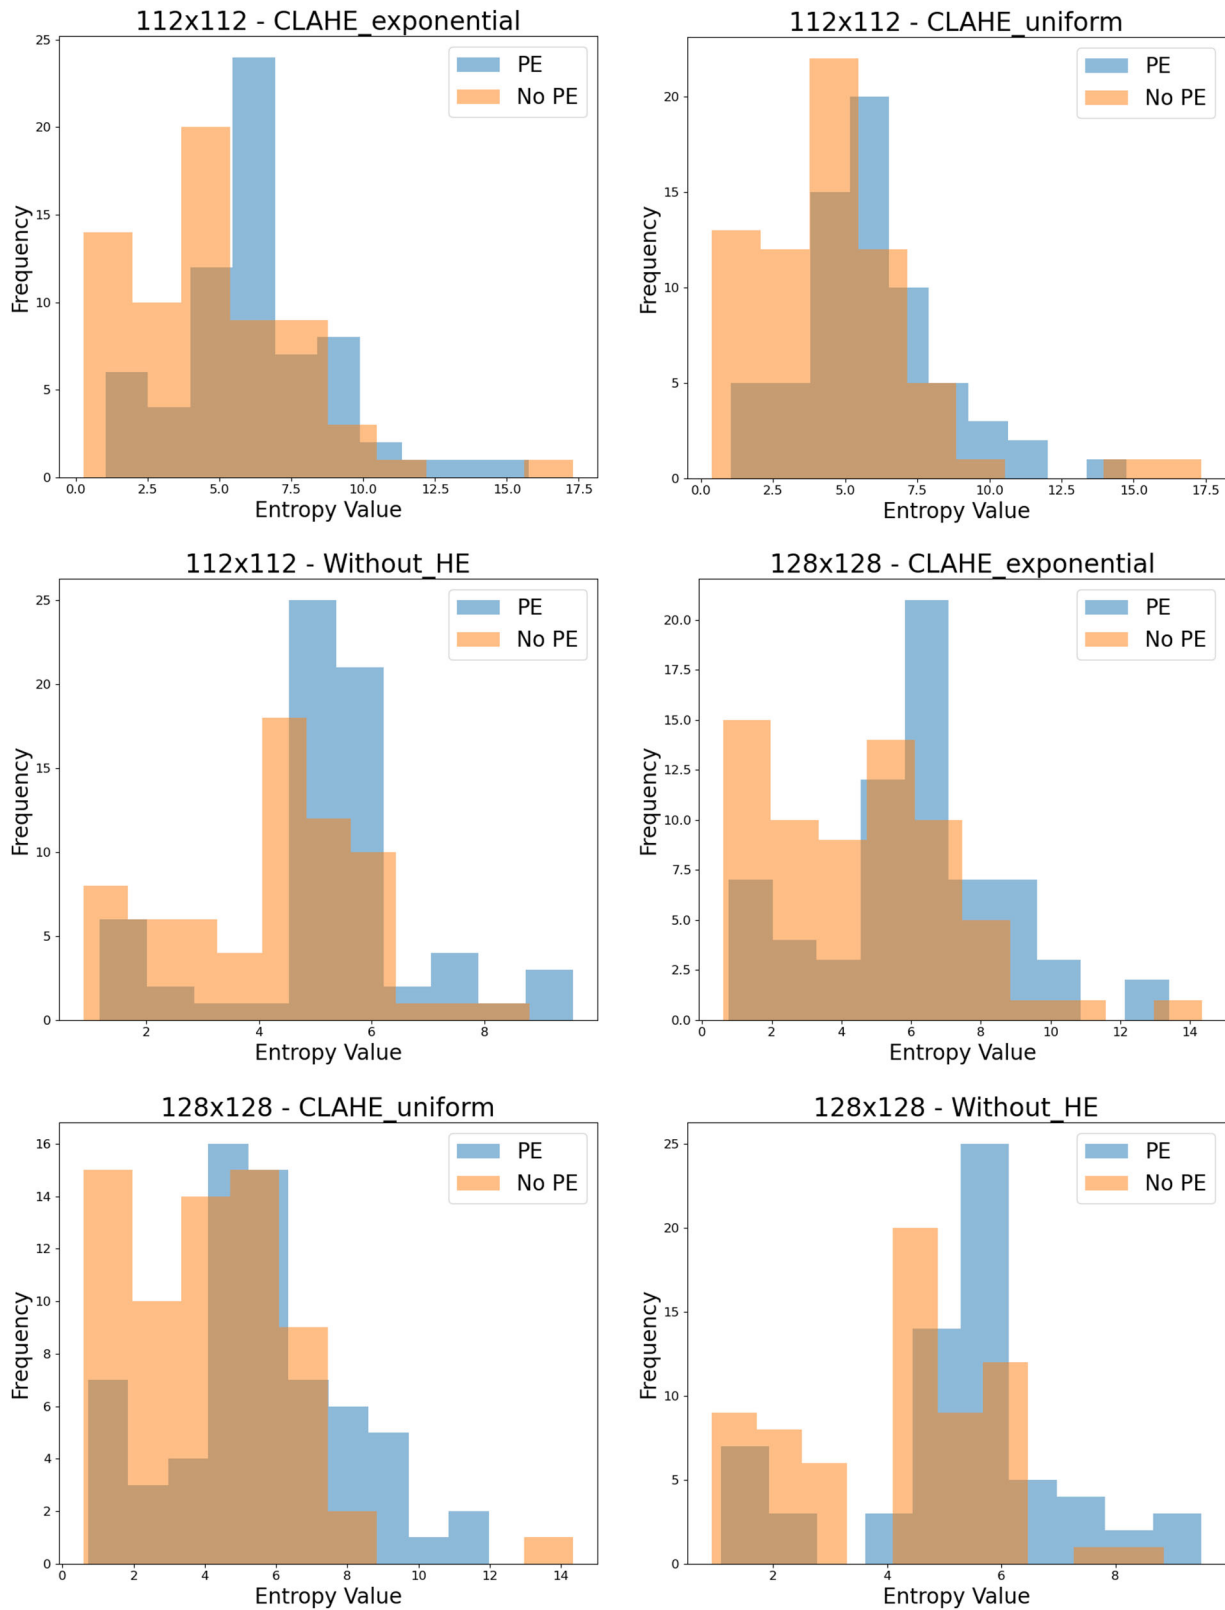 112x112 - CLAHE_exponential
25
20
15
10
5
0
Frequency
PE
No PE
0.0 2.5 5.0 7.5 10.0 12.5 15.0 17.5
Entropy Value
112x112 - CLAHE_uniform
20
15
10
5
0
Frequency
PE
No PE
0.0 2.5 5.0 7.5 10.0 12.5 15.0 17.5
Entropy Value
112x112 - Without_HE
25
20
15
10
5
0
Frequency
PE
No PE
2 4 6 8
Entropy Value
128x128 - CLAHE_exponential
20.0
17.5
15.0
12.5
10.0
7.5
5.0
2.5
0.0
Frequency
PE
No PE
0 2 4 6 8 10 12 14
Entropy Value
128x128 - CLAHE_uniform
16
14
12
10
8
6
4
2
0
Frequency
PE
No PE
0 2 4 6 8 10 12 14
Entropy Value
128x128 - Without_HE
25
20
15
10
5
0
Frequency
PE
No PE
2 4 6 8
Entropy Value